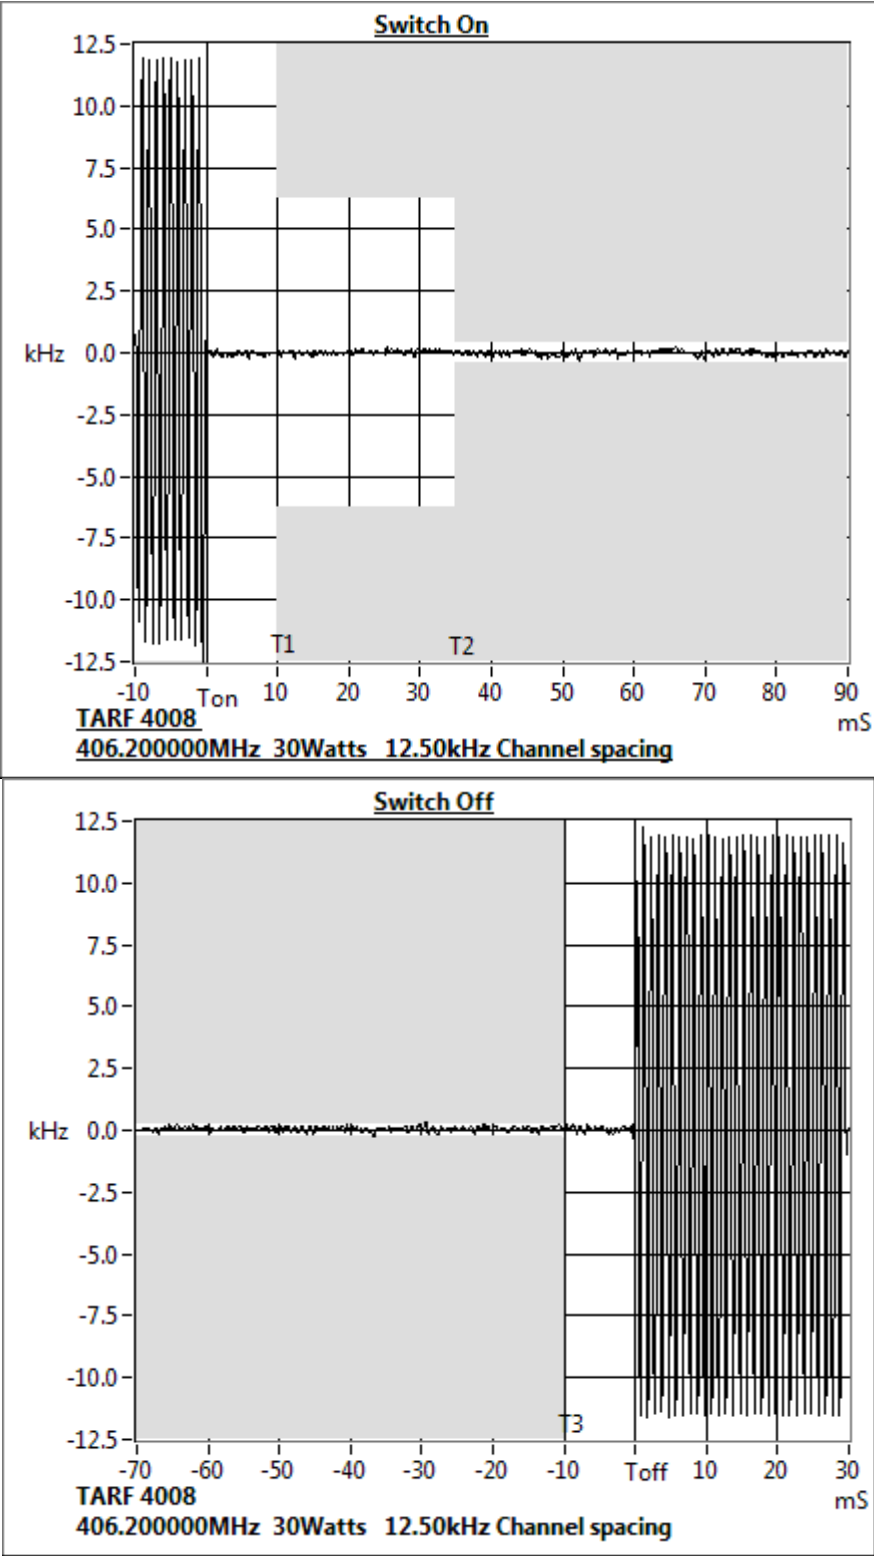 Switch On
12.5
10.0
7.5
5.0
2.5
kHz 0.0
-2.5
-5.0
-7.5
-10.0
-12.5
T1 T2
-10 Ton 10 20 30 40 50 60 70 80 90
mS
TARF 4008
406.200000MHz 30Watts 12.50kHz Channel spacing
Switch Off
12.5
10.0
7.5
5.0
2.5
kHz 0.0
-2.5
-5.0
-7.5
-10.0
-12.5
T3
-70 -60 -50 -40 -30 -20 -10 Toff 10 20 30
mS
TARF 4008
406.200000MHz 30Watts 12.50kHz Channel spacing